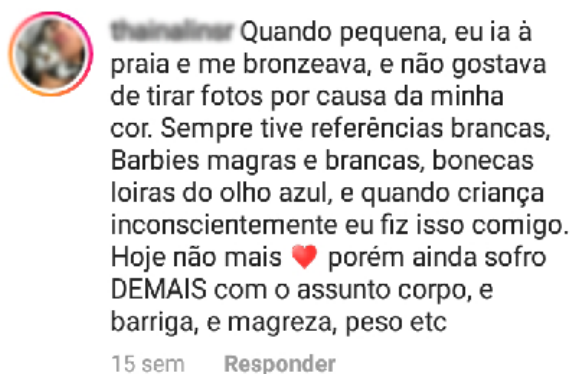 Quando pequena, eu ia à
praia e me bronzeava, e não gostava
de tirar fotos por causa da minha
cor. Sempre tive referências brancas,
Barbies magras e brancas, bonecas
loiras do olho azul, e quando criança
inconscientemente eu fiz isso comigo.
Hoje não mais ❤️ porém ainda sofro
DEMAIS com o assunto corpo, e
barriga, e magreza, peso etc
15 sem Responder